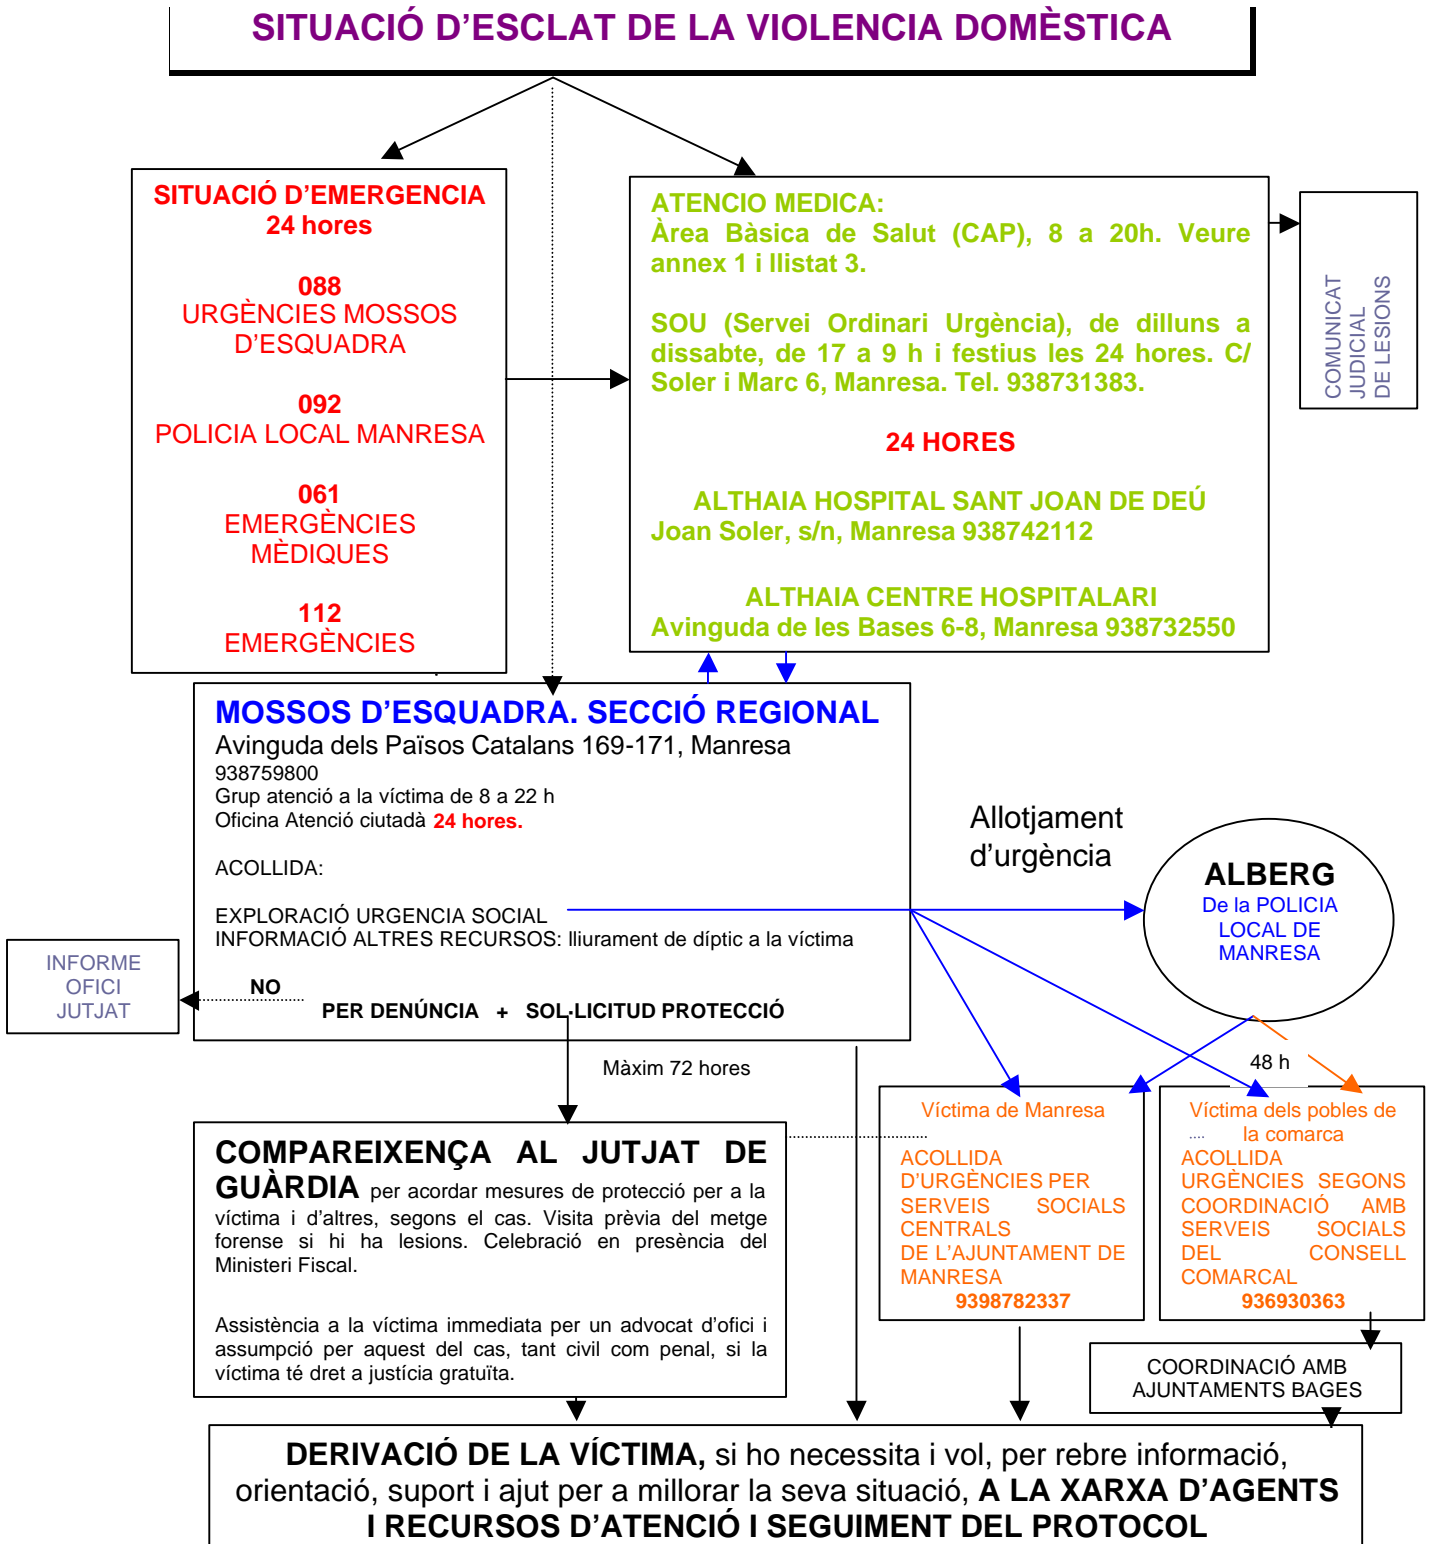 SITUACIÓ D'ESCLAT DE LA VIOLENCIA DOMÈSTICA
SITUACIÓ D'EMERGENCIA
24 hores
088
URGÈNCIES MOSSOS
D'ESQUADRA
092
POLICIA LOCAL MANRESA
061
EMERGÈNCIES
MÈDIQUES
112
EMERGÈNCIES
ATENCIO MEDICA:
Àrea Bàsica de Salut (CAP), 8 a 20h. Veure
annex 1 i llistat 3.
SOU (Servei Ordinari Urgència), de dilluns a
dissabte, de 17 a 9 h i festius les 24 hores. C/
Soler i Marc 6, Manresa. Tel. 938731383.
24 HORES
ALTHAIA HOSPITAL SANT JOAN DE DEÚ
Joan Soler, s/n, Manresa 938742112
ALTHAIA CENTRE HOSPITALARI
Avinguda de les Bases 6-8, Manresa 938732550
COMUNICAT
JUDICIAL
DE LESIONS
MOSSOS D'ESQUADRA. SECCIÓ REGIONAL
Avinguda dels Països Catalans 169-171, Manresa
938759800
Grup atenció a la víctima de 8 a 22 h
Oficina Atenció ciutadà 24 hores.
ACOLLIDA:
EXPLORACIÓ URGENCIA SOCIAL
INFORMACIÓ ALTRES RECURSOS: lliurament de díptic a la víctima
NO
PER DENÚNCIA + SOL·LICITUD PROTECCIÓ
INFORME
OFICI
JUTJAT
Allotjament
d'urgència
ALBERG
De la POLICIA
LOCAL DE
MANRESA
Màxim 72 hores
48 h
COMPAREIXENÇA AL JUTJAT DE
GUÀRDIA per acordar mesures de protecció per a la
víctima i d'altres, segons el cas. Visita prèvia del metge
forense si hi ha lesions. Celebració en presència del
Ministeri Fiscal.
Assistència a la víctima immediata per un advocat d'ofici i
assumpció per aquest del cas, tant civil com penal, si la
víctima té dret a justícia gratuïta.
Víctima de Manresa
ACOLLIDA
D'URGÈNCIES PER
SERVEIS SOCIALS
CENTRALS
DE L'AJUNTAMENT DE
MANRESA
9398782337
Víctima dels pobles de
la comarca
ACOLLIDA
URGÈNCIES SEGONS
COORDINACIÓ AMB
SERVEIS SOCIALS
DEL CONSELL
COMARCAL
936930363
COORDINACIÓ AMB
AJUNTAMENTS BAGES
DERIVACIÓ DE LA VÍCTIMA, si ho necessita i vol, per rebre informació,
orientació, suport i ajut per a millorar la seva situació, A LA XARXA D'AGENTS
I RECURSOS D'ATENCIÓ I SEGUIMENT DEL PROTOCOL